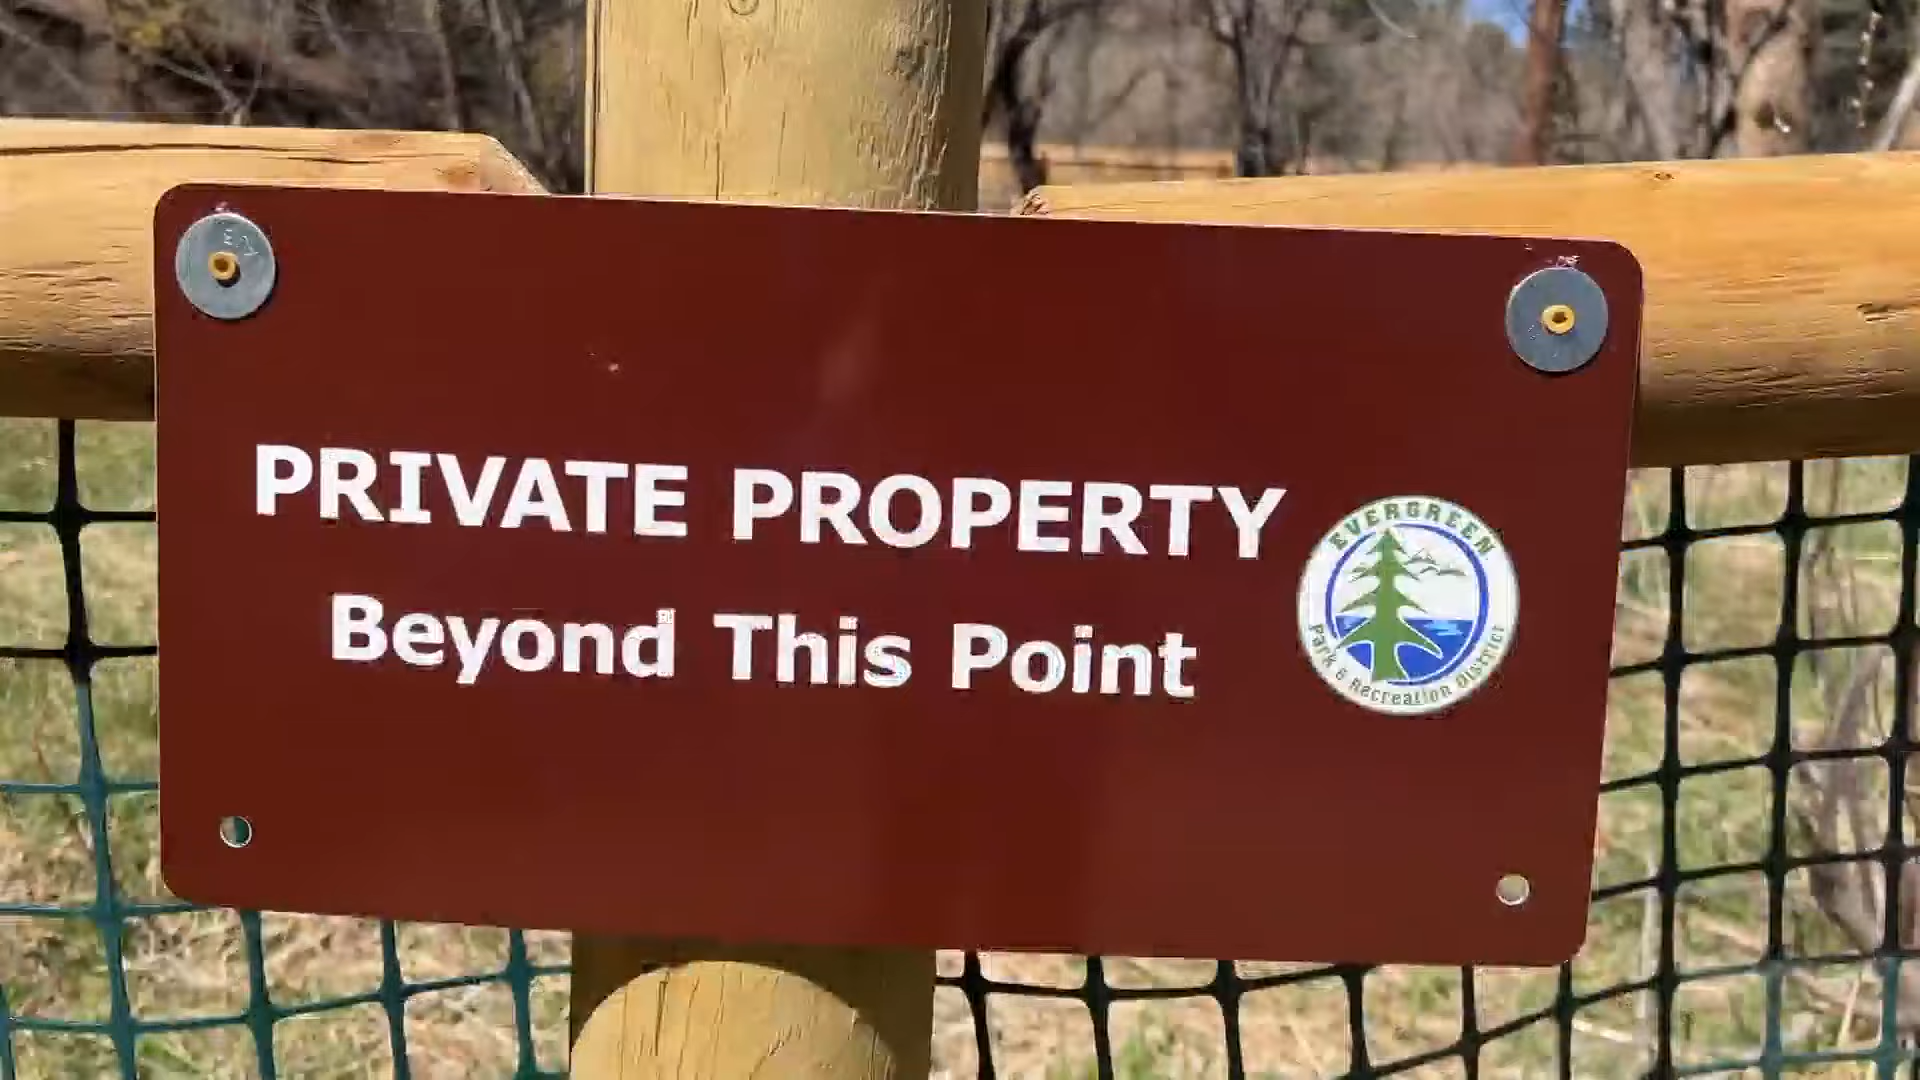 PRIVATE PROPERTY
Beyond This Point
EVERGREEN
Park & Recreation District